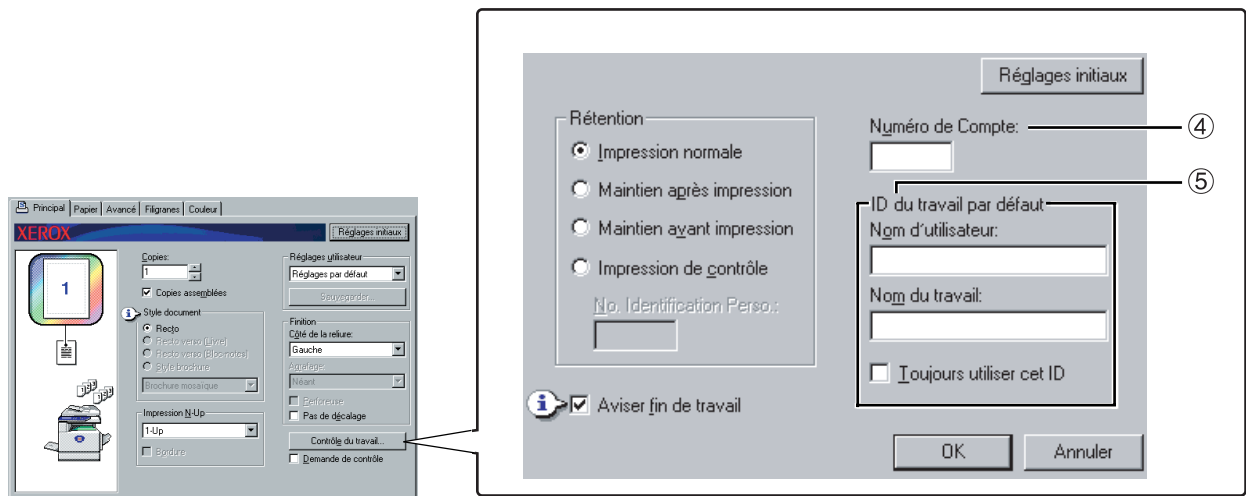 Principal Papier Avancé Filigranes Couleur
XEROX
Réglages initiaux
1
Copies:
1
Copies assemblées
Style document
Recto
Recto verso (Livre)
Recto verso (Bloc-notes)
Style brochure
Brochure mosaïque
Impression N-Up
1-Up
Bordure
Réglages utilisateur
Réglages par défaut
Sauvegarder...
Finition
Côté de la reliure:
Gauche
Agrafage:
Néant
Perforeuse
Pas de décalage
Contrôle du travail...
Demande de contrôle
Réglages initiaux
Rétention
Impression normale
Maintien après impression
Maintien avant impression
Impression de contrôle
No. Identification Perso.:
Aviser fin de travail
Numéro de Compte:
④
⑤
ID du travail par défaut
Nom d'utilisateur:
Nom du travail:
Toujours utiliser cet ID
OK Annuler